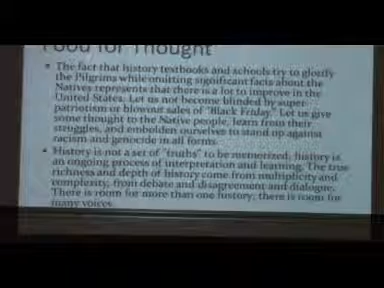 Food for Thought
The fact that history textbooks and schools try to glorify
the Pilgrims while omitting significant facts about the
Natives represents that there is a lot to improve in the
United States. Let us not become blinded by super-
patriotism or blowout sales of "Black Friday." Let us give
some thought to the Native people, learn from their
struggles, and embolden ourselves to stand up against
racism and genocide in all forms.
History is not a set of "truths" to be memorized, history is
an ongoing process of interpretation and learning. The true
richness and depth of history come from multiplicity and
complexity, from debate and disagreement and dialogue.
There is room for more than one history; there is room for
many voices.